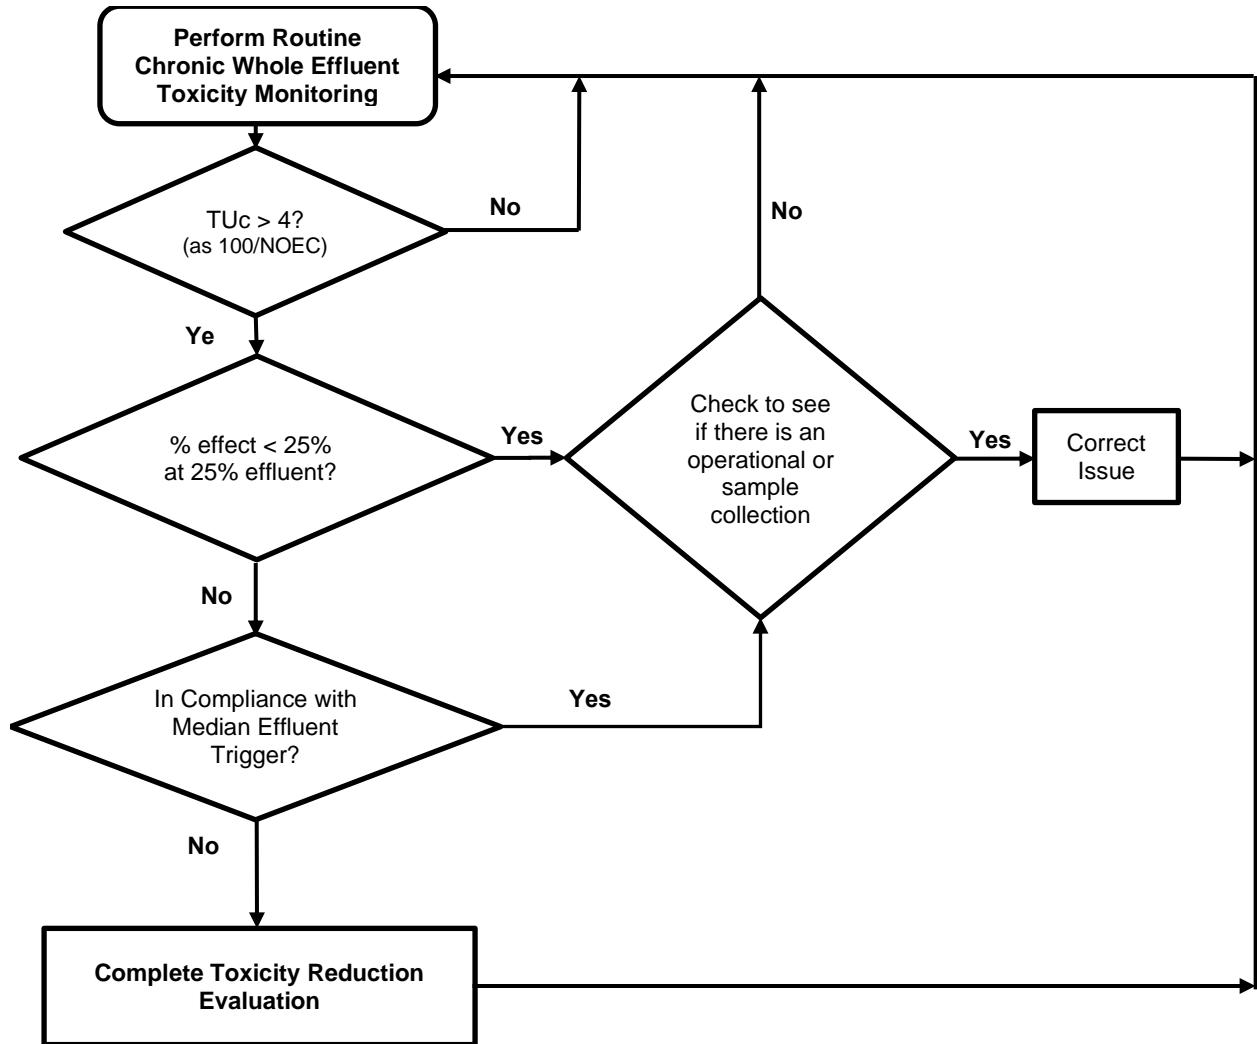 Perform Routine
Chronic Whole Effluent
Toxicity Monitoring
TUc > 4?
(as 100/NOEC)
No
Ye
% effect < 25%
at 25% effluent?
Yes
No
Check to see
if there is an
operational or
sample
collection
No
Yes
Correct
Issue
In Compliance with
Median Effluent
Trigger?
Yes
No
Complete Toxicity Reduction
Evaluation